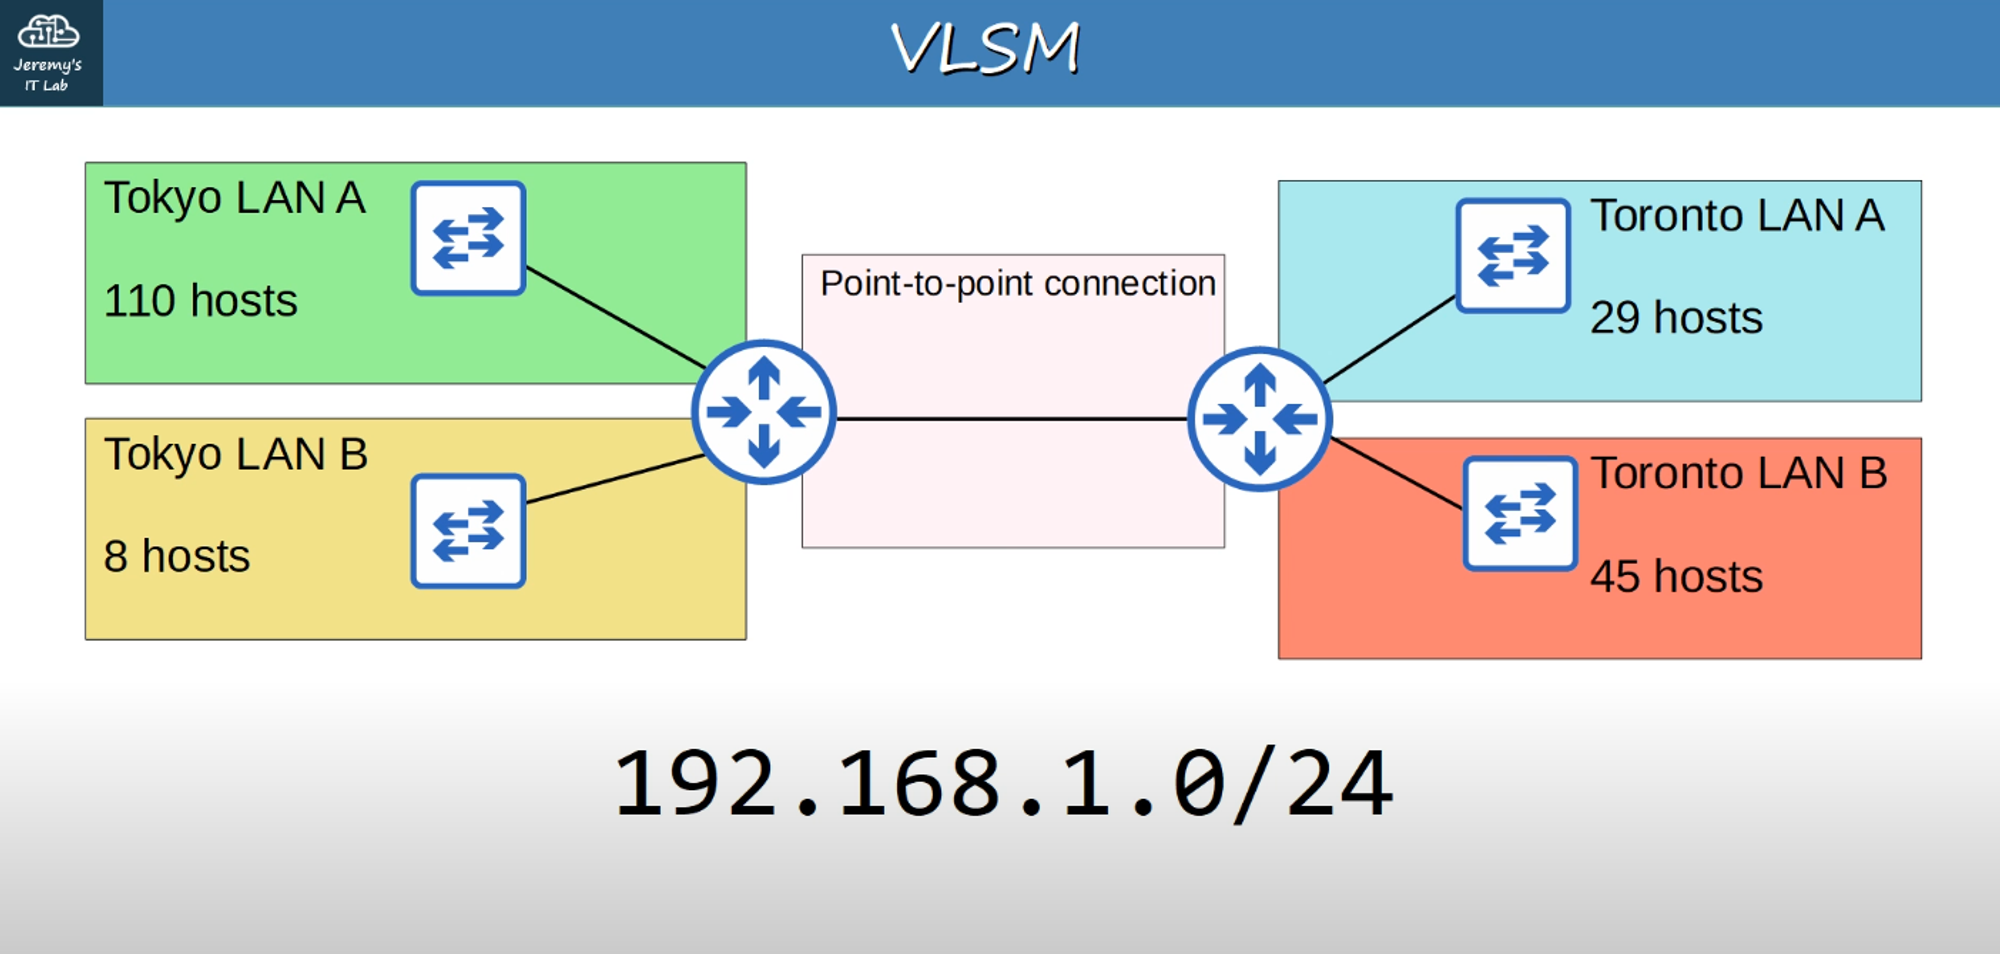 Jeremy's
IT Lab
VLSM
Tokyo LAN A
110 hosts
Tokyo LAN B
8 hosts
Point-to-point connection
Toronto LAN A
29 hosts
Toronto LAN B
45 hosts
192.168.1.0/24